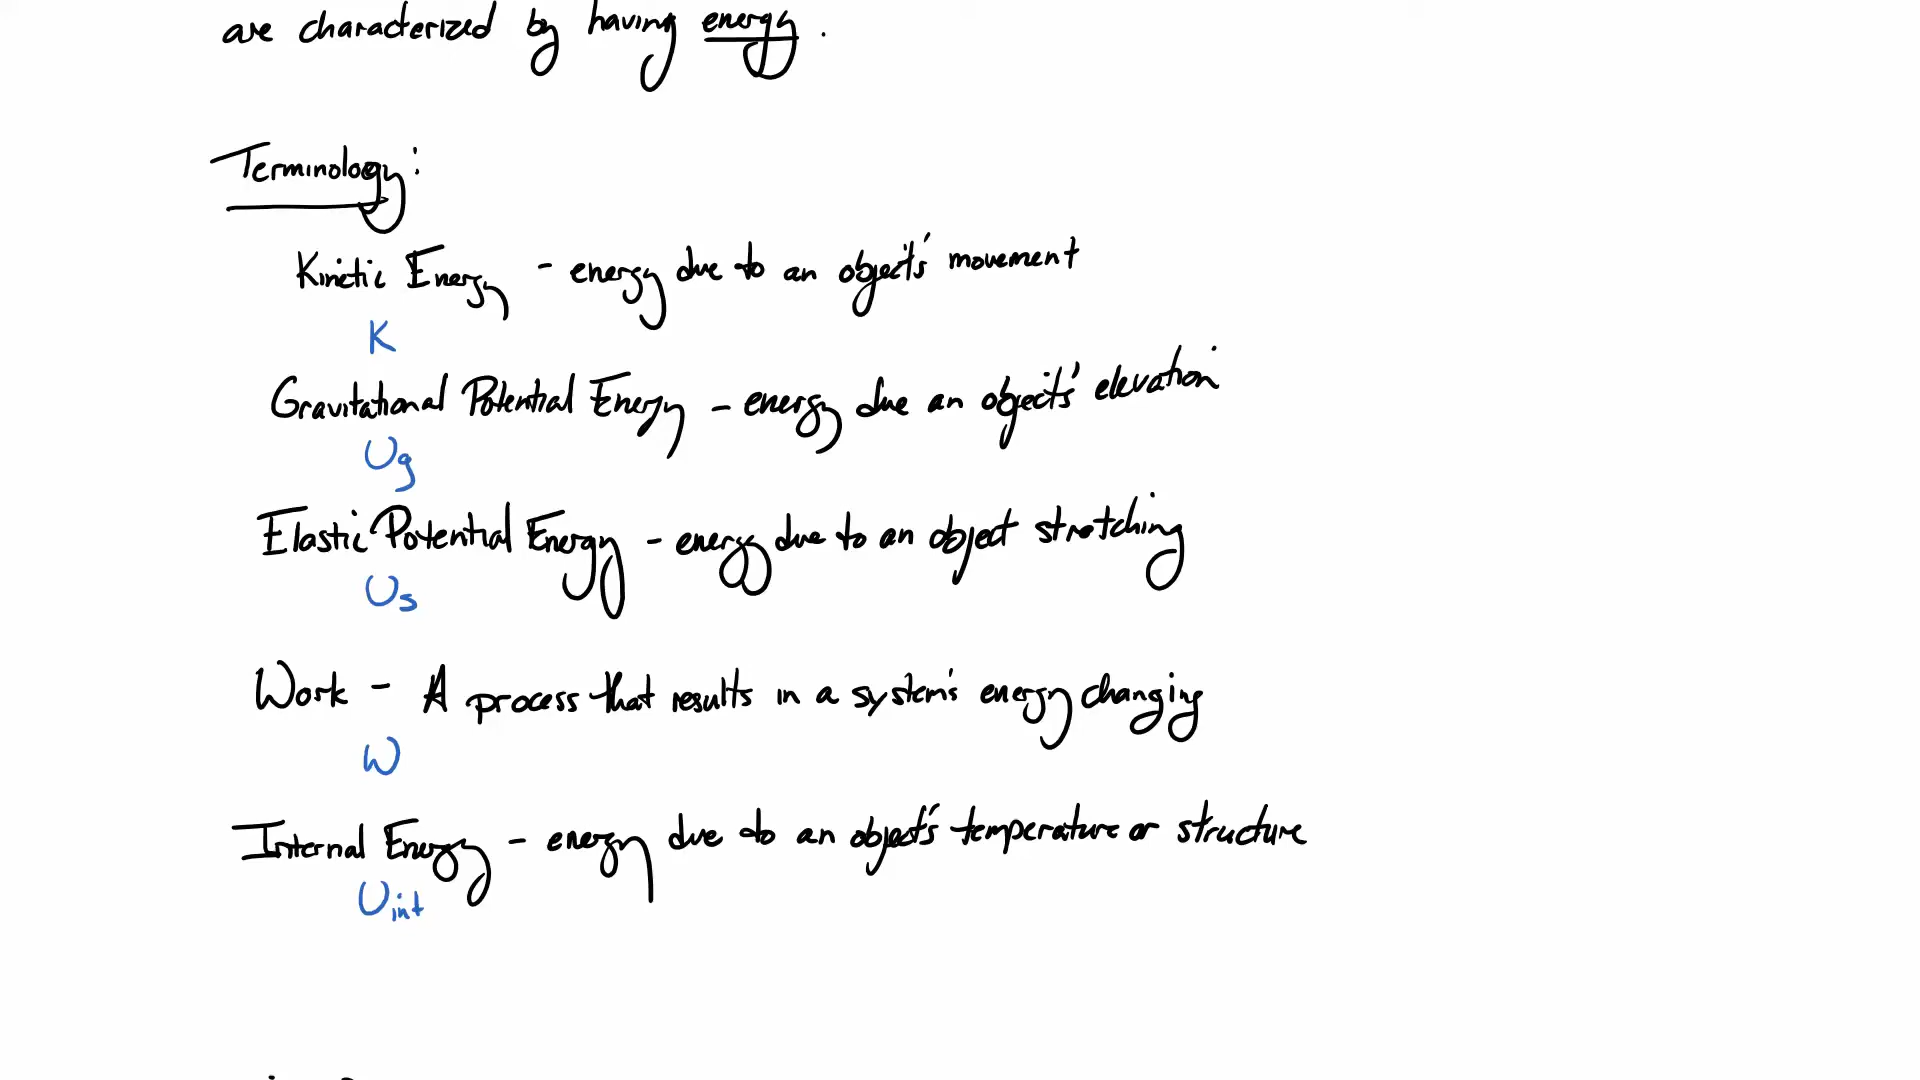 are characterized by having energy.
Terminology:
Kinetic Energy - energy due to an object's movement
K
Gravitational Potential Energy - energy due an object's elevation
Ug
Elastic Potential Energy - energy due to an object stretching
Us
Work - A process that results in a system's energy changing
W
Internal Energy - energy due to an object's temperature or structure
Uint